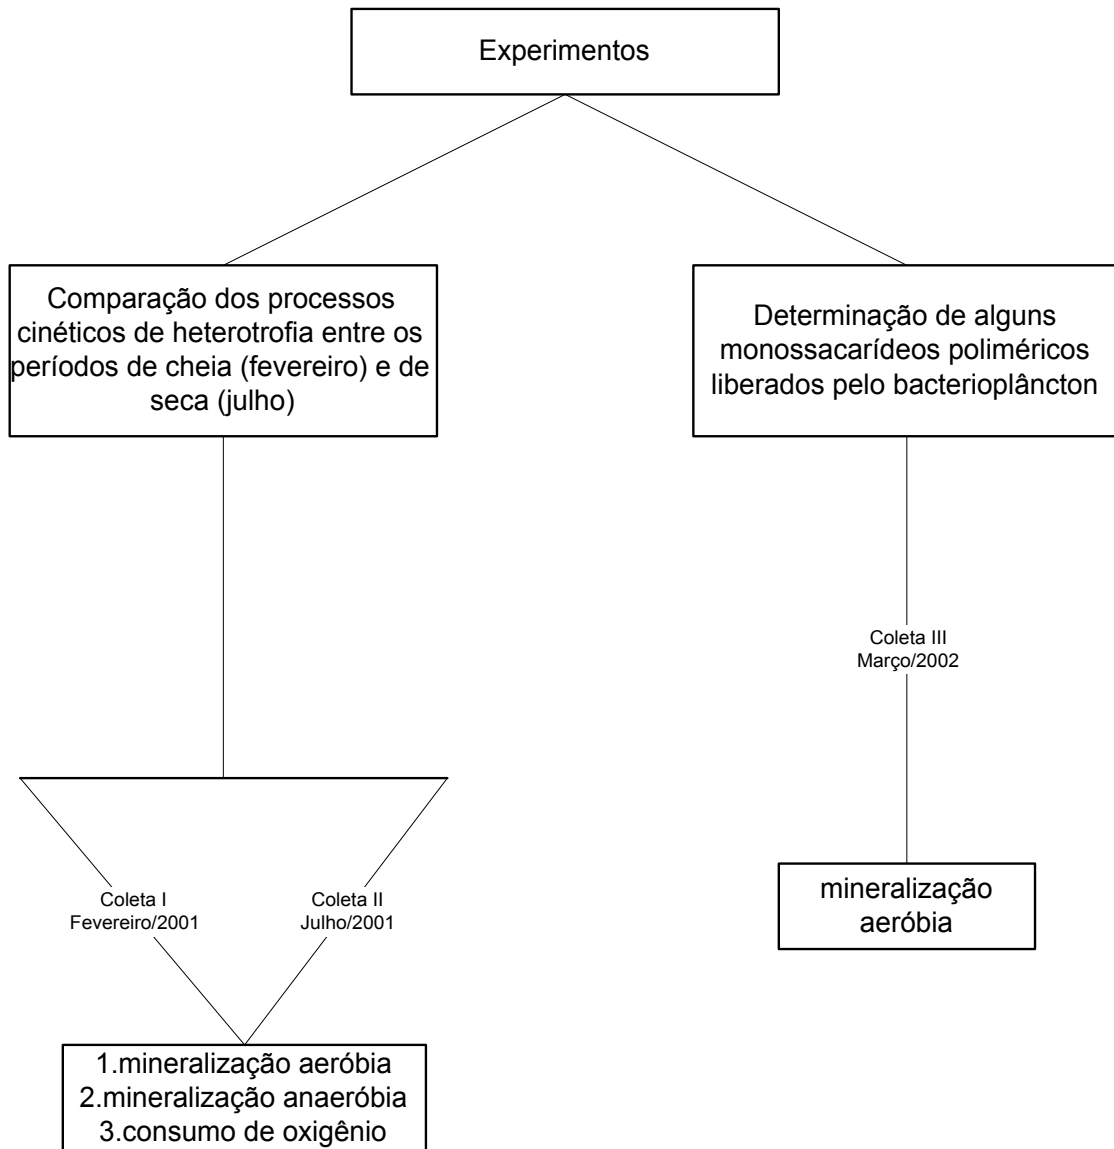 Experimentos
Comparação dos processos
cinéticos de heterotrofia entre os
períodos de cheia (fevereiro) e de
seca (julho)
Determinação de alguns
monossacarídeos poliméricos
liberados pelo bacterioplâncton
Coleta III
Março/2002
Coleta I
Fevereiro/2001
Coleta II
Julho/2001
mineralização
aeróbia
1.mineralização aeróbia
2.mineralização anaeróbia
3.consumo de oxigênio